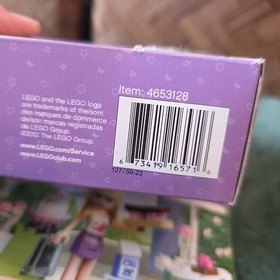 Item: 4653128
LEGO and the LEGO logo
are trademarks of the/sont
des marques de commerce
de/son marcas registradas
de LEGO Group.
©2012 The LEGO Group.
www.LEGO.com/Service
www.LEGOclub.com
6 73419 16571 6
127759-23